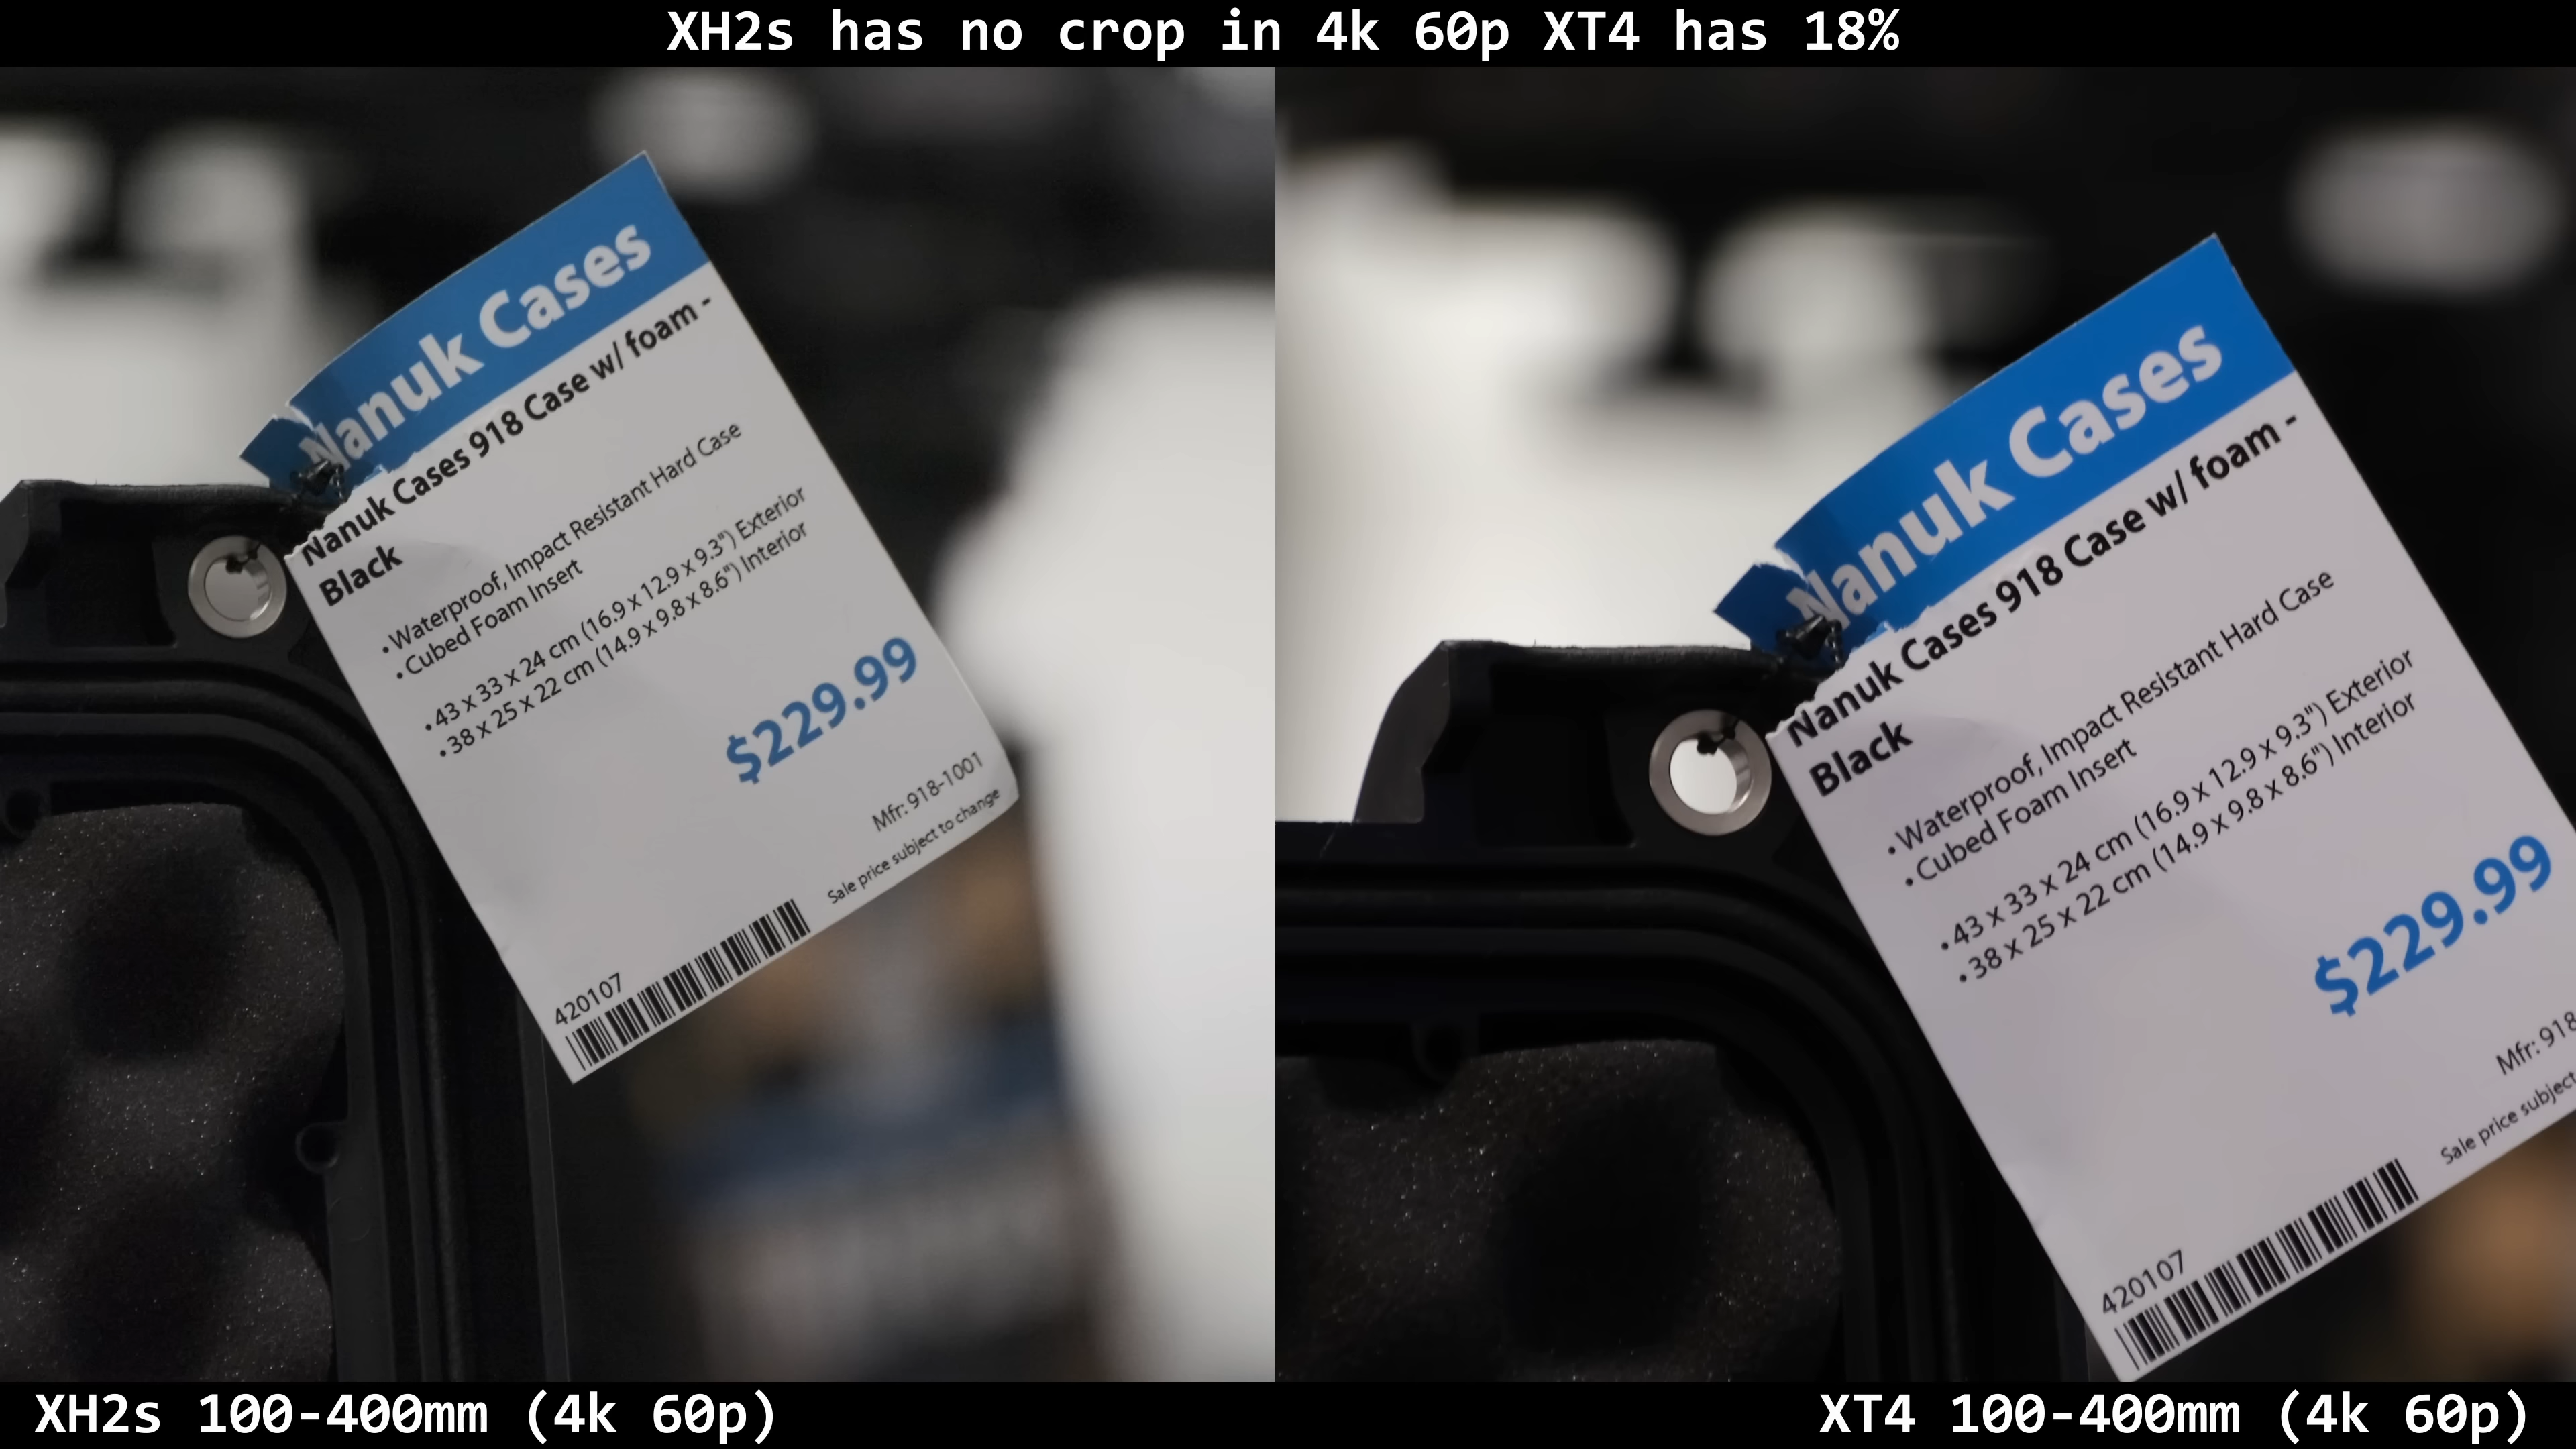 XH2s has no crop in 4k 60p XT4 has 18%
Nanuk Cases
Nanuk Cases 918 Case w/ foam -
Black
• Waterproof, Impact Resistant Hard Case
• Cubed Foam Insert
• 43 x 33 x 24 cm (16.9 x 12.9 x 9.3") Exterior
• 38 x 25 x 22 cm (14.9 x 9.8 x 8.6") Interior
$229.99
Mfr: 918-1001
Sale price subject to change
420107
Nanuk Cases
Nanuk Cases 918 Case w/ foam -
Black
• Waterproof, Impact Resistant Hard Case
• Cubed Foam Insert
• 43 x 33 x 24 cm (16.9 x 12.9 x 9.3") Exterior
• 38 x 25 x 22 cm (14.9 x 9.8 x 8.6") Interior
$229.99
Mfr: 918
Sale price subject
420107
XH2s 100-400mm (4k 60p)
XT4 100-400mm (4k 60p)